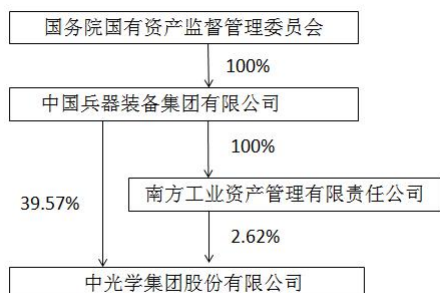 国务院国有资产监督管理委员会
100%
中国兵器装备集团有限公司
100%
39.57%
南方工业资产管理有限责任公司
2.62%
中光学集团股份有限公司